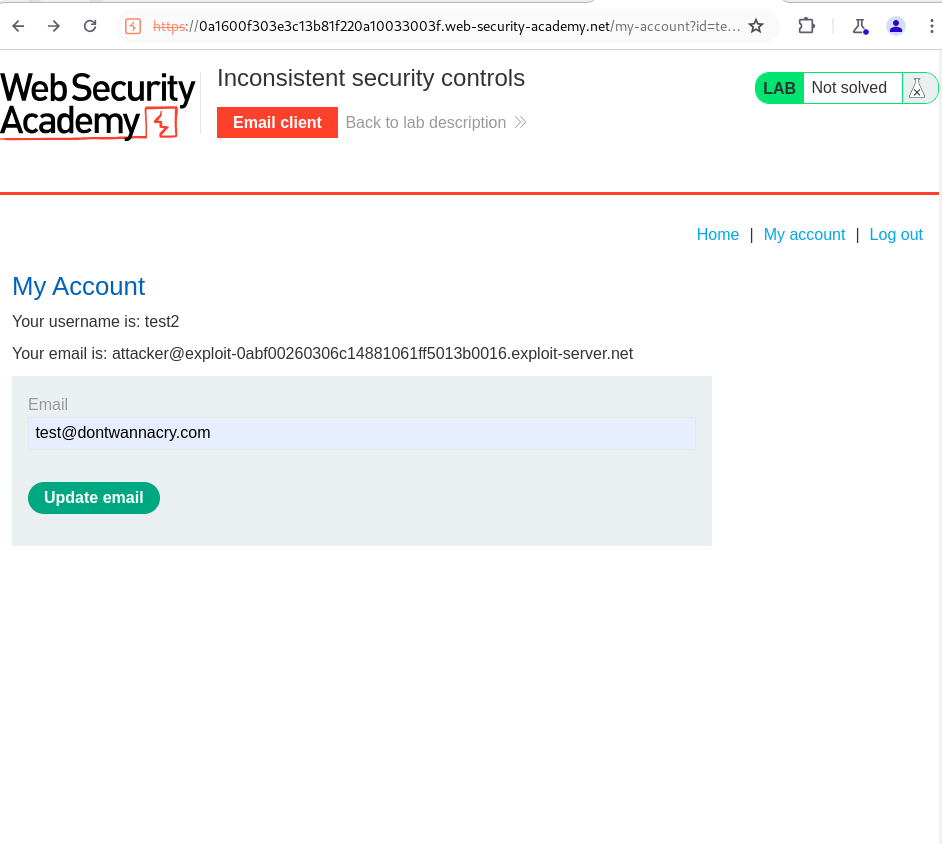 https://0a1600f303e3c13b81f220a10033003f.web-security-academy.net/my-account?id=te...
Web Security
Academy
Inconsistent security controls
Email client
Back to lab description
LAB Not solved
Home | My account | Log out
My Account
Your username is: test2
Your email is: attacker@exploit-0abf00260306c14881061ff5013b0016.exploit-server.net
Email
test@dontwannacry.com
Update email